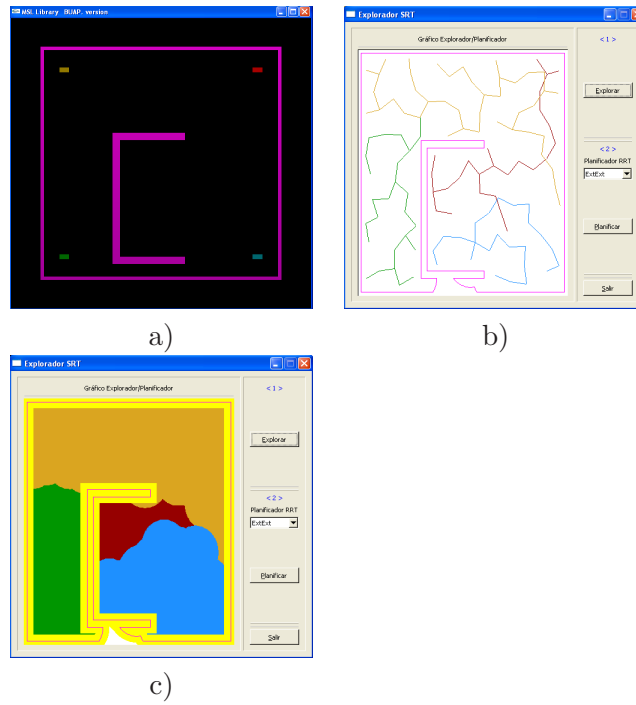 MSL Library BUAP. version
a)
Explorador SRT
Gráfico Explorador/Planificador
< 1 >
Explorar
< 2 >
Planificador RRT
ExtExt
Planificar
Salir
b)
Explorador SRT
Gráfico Explorador/Planificador
< 1 >
Explorar
< 2 >
Planificador RRT
ExtExt
Planificar
Salir
c)